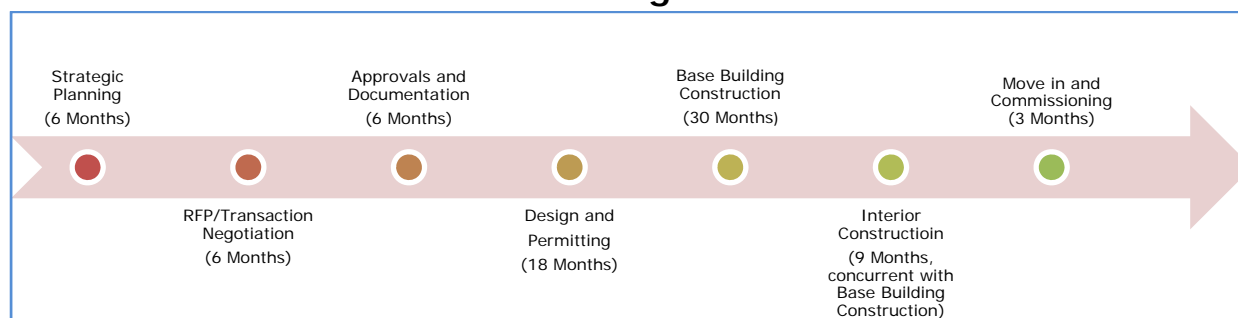 Strategic
Planning
(6 Months)
RFP/Transaction
Negotiation
(6 Months)
Approvals and
Documentation
(6 Months)
Design and
Permitting
(18 Months)
Base Building
Construction
(30 Months)
Interior
Constructioin
(9 Months,
concurrent with
Base Building
Construction)
Move in and
Commissioning
(3 Months)